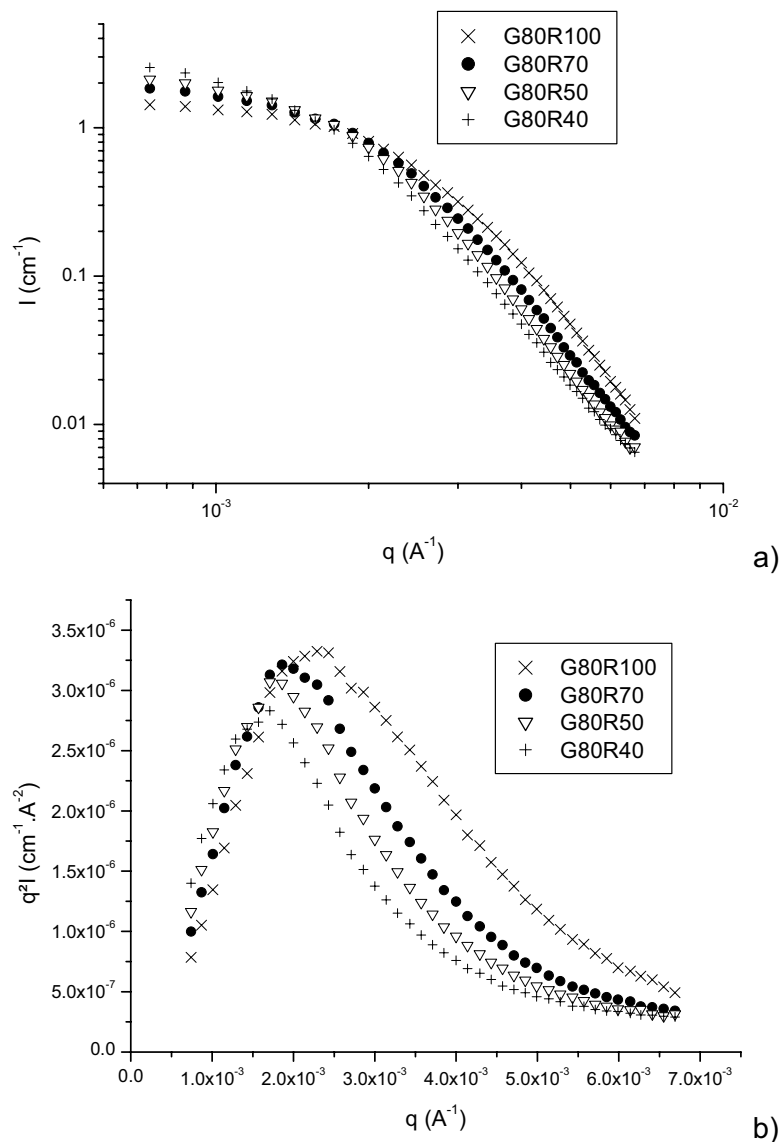 G80R100
G80R70
G80R50
G80R40
1
0.1
0.01
I (cm⁻¹)
10⁻³
10⁻²
q (A⁻¹)
a)
3.5x10⁻⁶
3.0x10⁻⁶
2.5x10⁻⁶
2.0x10⁻⁶
1.5x10⁻⁶
1.0x10⁻⁶
5.0x10⁻⁷
0.0
q²I (cm⁻¹.A⁻²)
G80R100
G80R70
G80R50
G80R40
0.0 1.0x10⁻³ 2.0x10⁻³ 3.0x10⁻³ 4.0x10⁻³ 5.0x10⁻³ 6.0x10⁻³ 7.0x10⁻³
q (A⁻¹)
b)